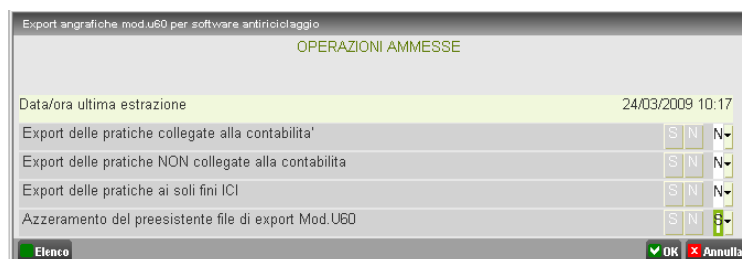 Export angrafiche mod.u60 per software antiriciclaggio
OPERAZIONI AMMESSE
Data/ora ultima estrazione 24/03/2009 10:17
Export delle pratiche collegate alla contabilita' S N N
Export delle pratiche NON collegate alla contabilita S N N
Export delle pratiche ai soli fini ICI S N N
Azzeramento del preesistente file di export Mod.U60 S N S
Elenco OK Annulla